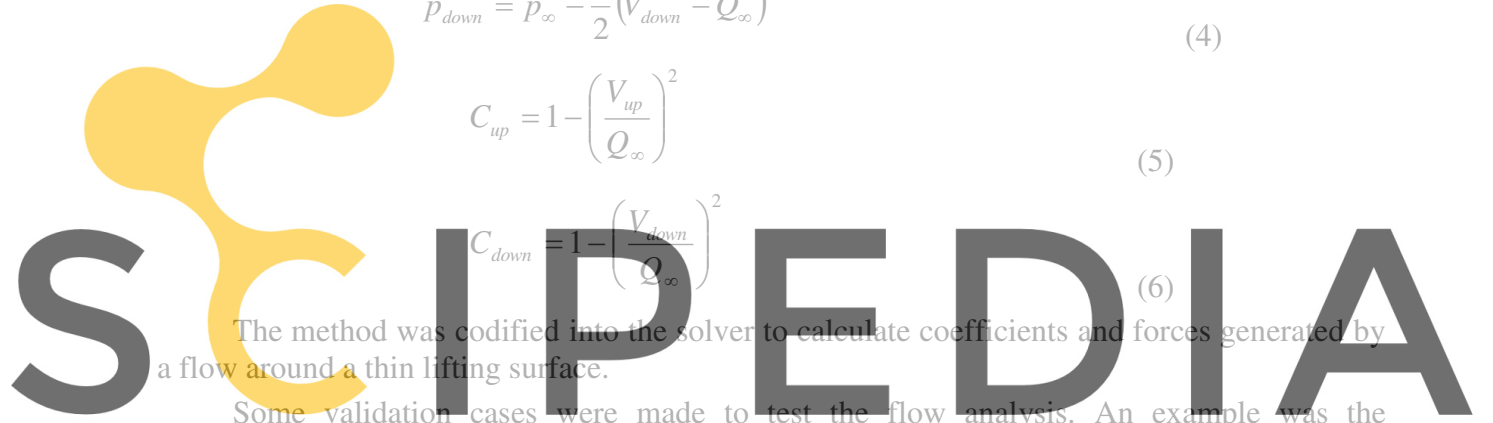 p_down = p_∞ − 1/2 (V_down − Q_∞)
(4)
C_up = 1 − (V_up / Q_∞)^2
(5)
C_down = 1 − (V_down / Q_∞)^2
(6)
SCIPEDIA
The method was codified into the solver to calculate coefficients and forces generated by
a flow around a thin lifting surface.
Some validation cases were made to test the flow analysis. An example was the